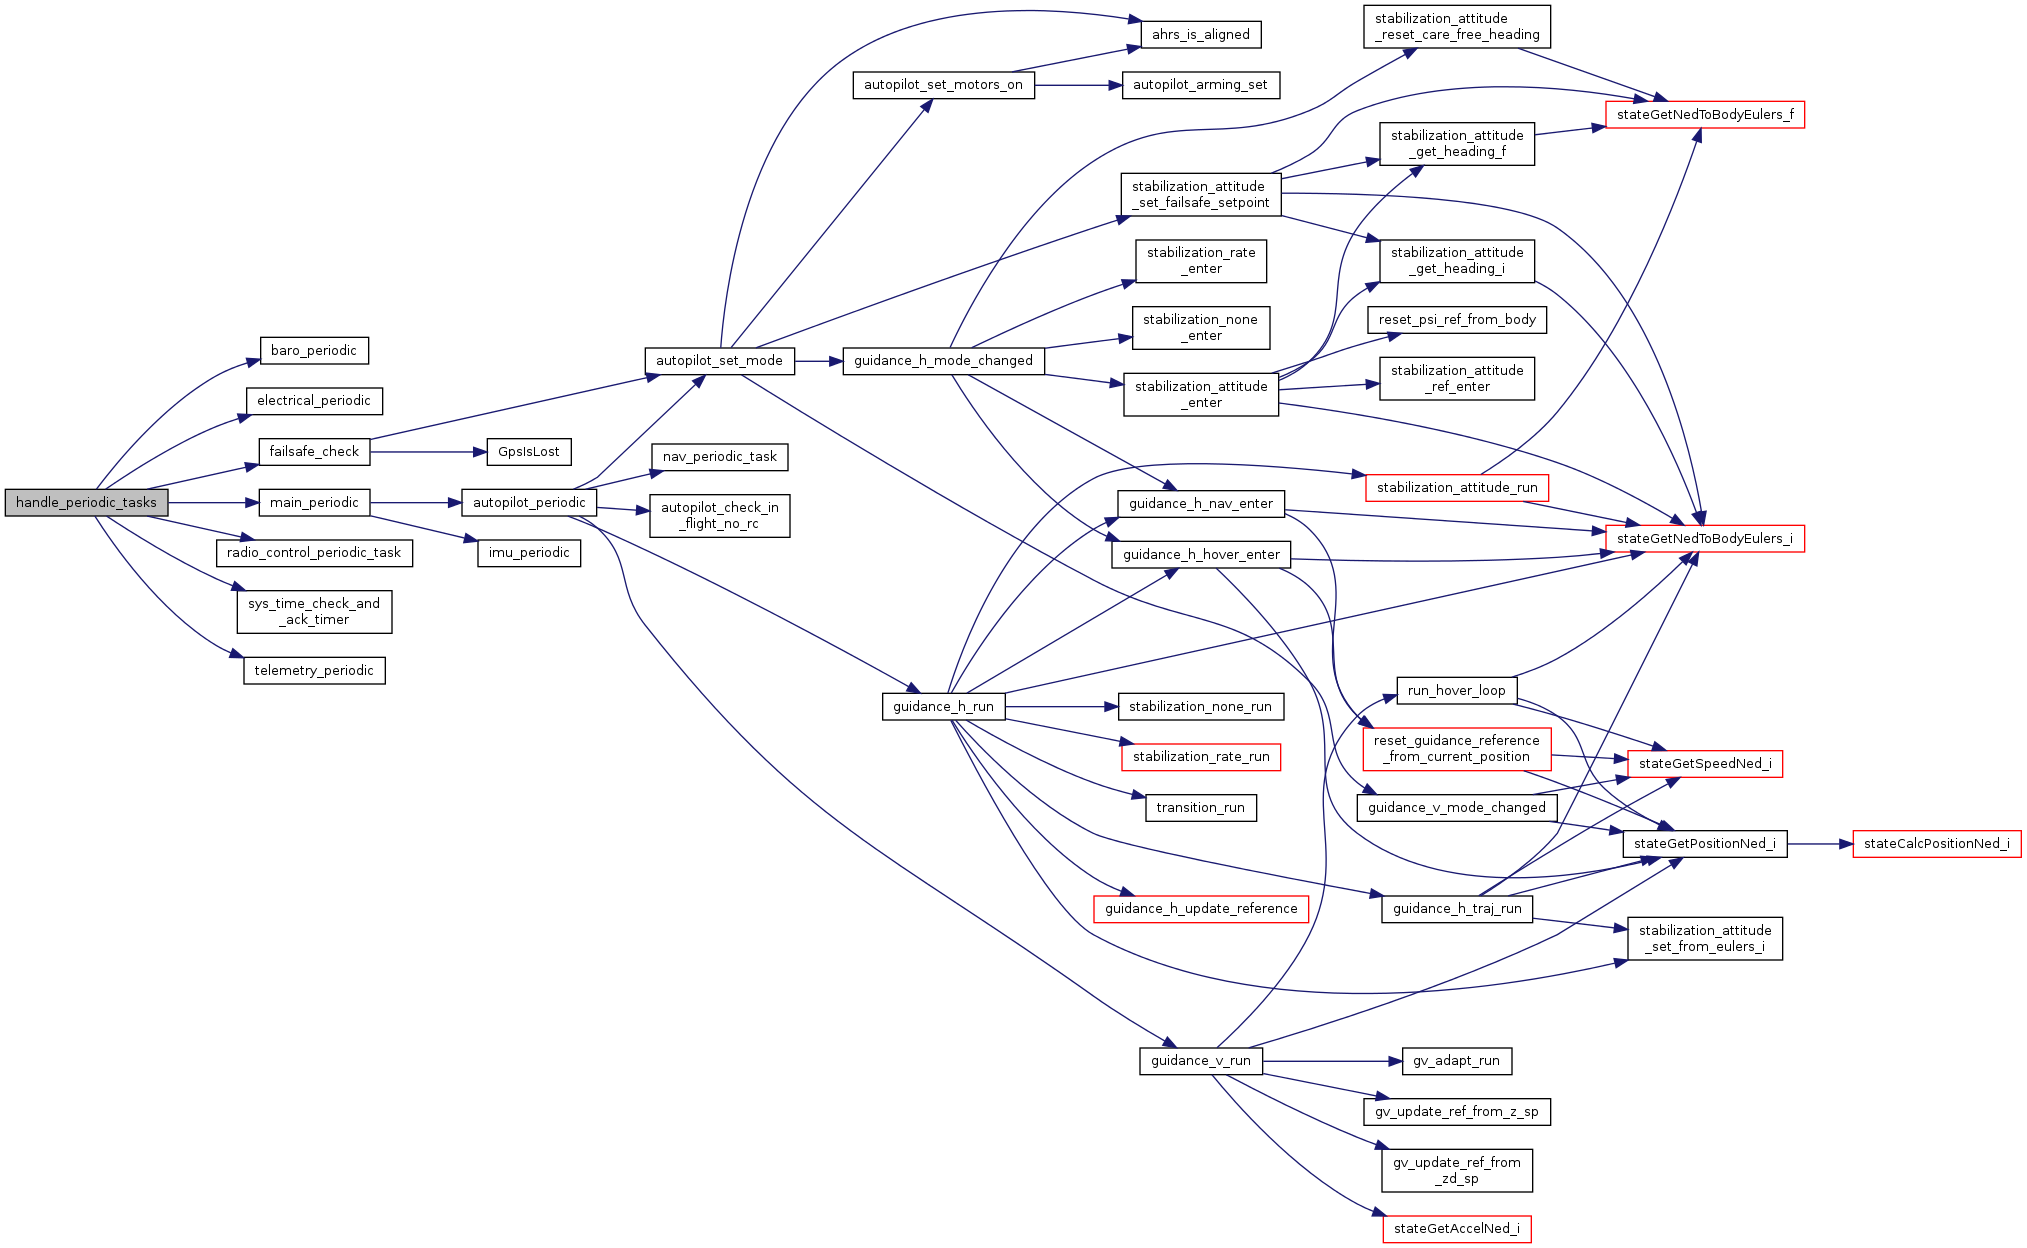 handle_periodic_tasks
baro_periodic
electrical_periodic
failsafe_check
main_periodic
radio_control_periodic_task
sys_time_check_and
_ack_timer
telemetry_periodic
GpsIsLost
autopilot_periodic
imu_periodic
autopilot_set_mode
nav_periodic_task
autopilot_check_in
_flight_no_rc
autopilot_set_motors_on
guidance_h_mode_changed
guidance_h_run
ahrs_is_aligned
autopilot_arming_set
stabilization_attitude
_set_failsafe_setpoint
stabilization_rate
_enter
stabilization_none
_enter
stabilization_attitude
_enter
guidance_h_nav_enter
guidance_h_hover_enter
stabilization_none_run
stabilization_rate_run
transition_run
guidance_h_update_reference
guidance_v_run
stabilization_attitude
_reset_care_free_heading
stabilization_attitude
_get_heading_f
stabilization_attitude
_get_heading_i
reset_psi_ref_from_body
stabilization_attitude
_ref_enter
stabilization_attitude_run
run_hover_loop
reset_guidance_reference
_from_current_position
guidance_v_mode_changed
guidance_h_traj_run
gv_adapt_run
gv_update_ref_from_z_sp
gv_update_ref_from
_zd_sp
stateGetAccelNed_i
stateGetNedToBodyEulers_f
stateGetNedToBodyEulers_i
stateGetSpeedNed_i
stateGetPositionNed_i
stabilization_attitude
_set_from_eulers_i
stateCalcPositionNed_i